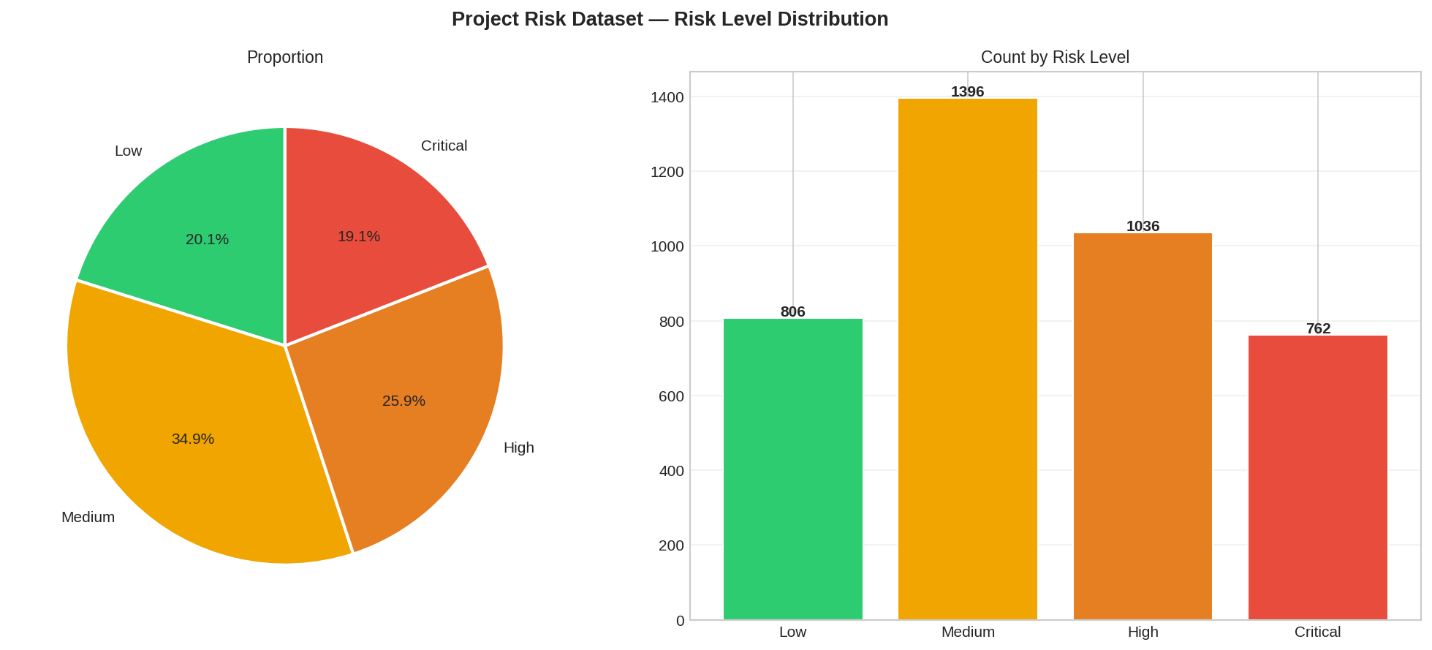 Project Risk Dataset — Risk Level Distribution
Proportion
Low
Critical
20.1%
19.1%
25.9%
34.9%
High
Medium
Count by Risk Level
1400
1200
1000
800
600
400
200
0
1396
1036
806
762
Low
Medium
High
Critical